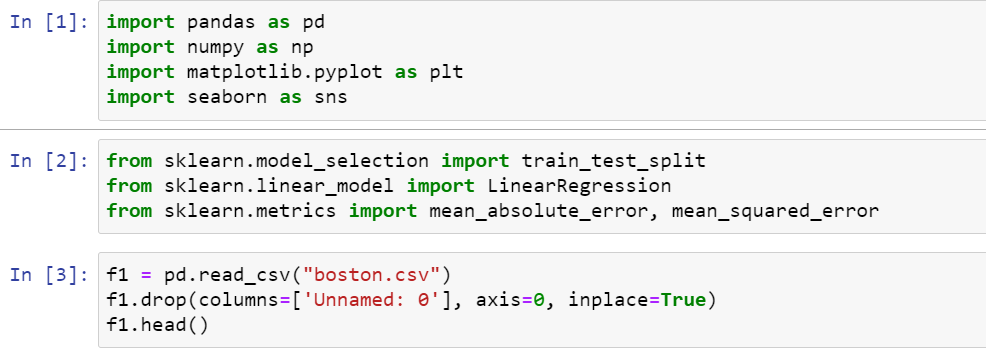 In [1]: import pandas as pd
import numpy as np
import matplotlib.pyplot as plt
import seaborn as sns
In [2]: from sklearn.model_selection import train_test_split
from sklearn.linear_model import LinearRegression
from sklearn.metrics import mean_absolute_error, mean_squared_error
In [3]: f1 = pd.read_csv("boston.csv")
f1.drop(columns=['Unnamed: 0'], axis=0, inplace=True)
f1.head()